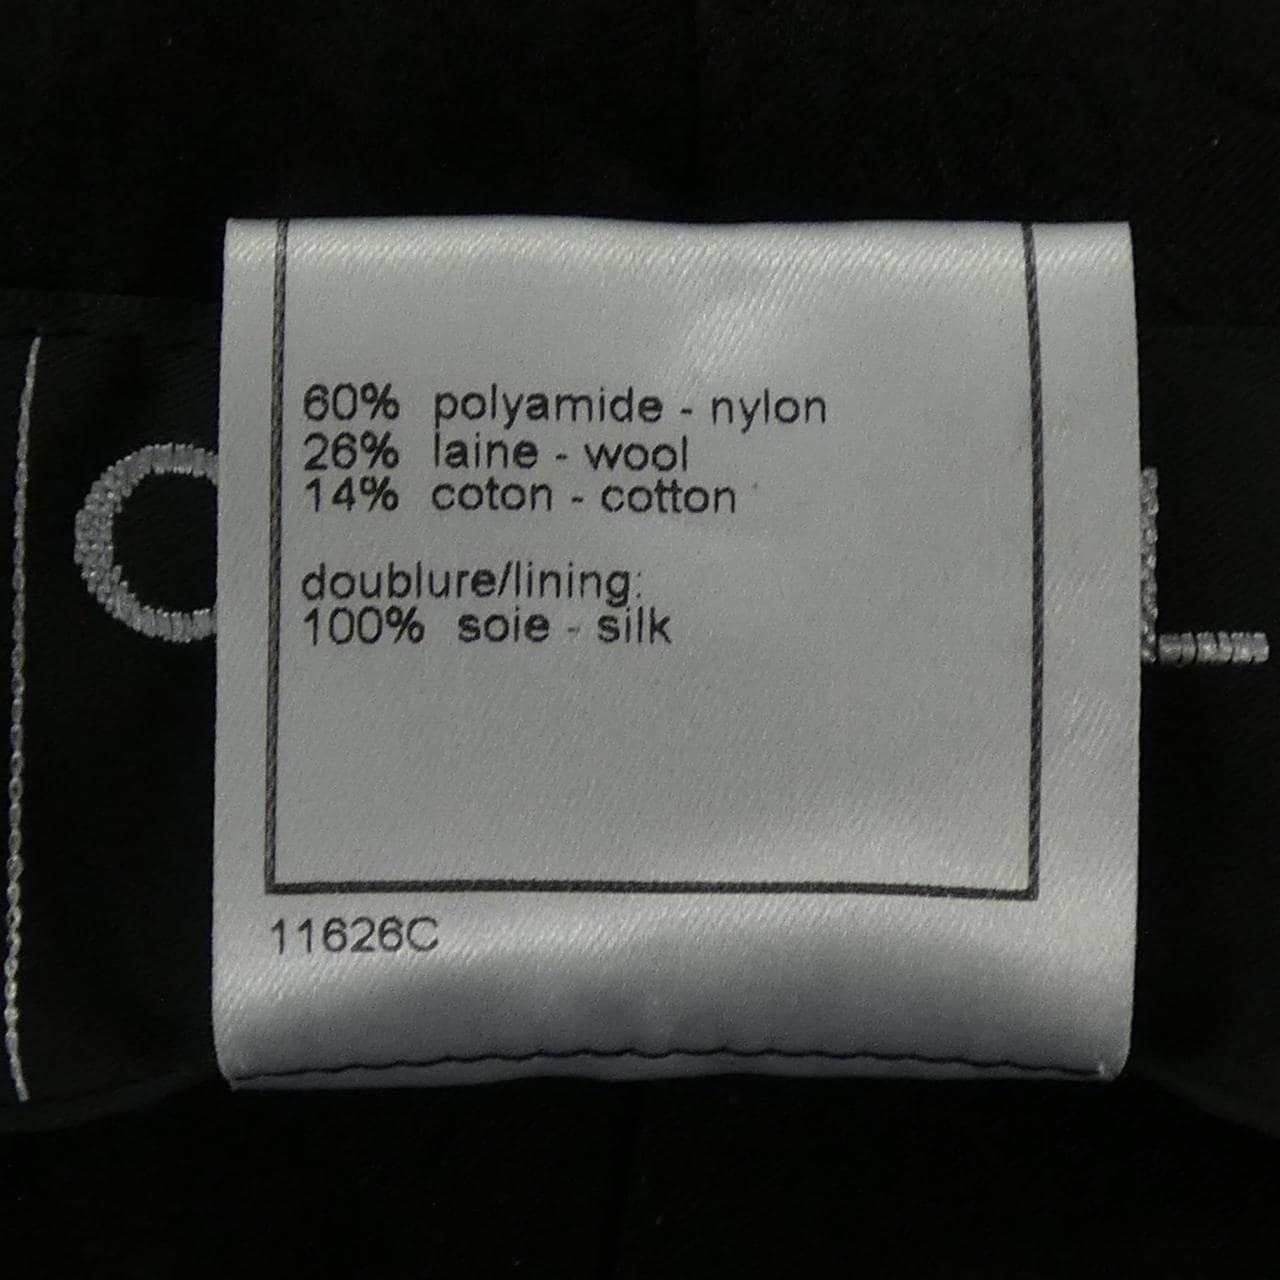 60% polyamide - nylon
26% laine - wool
14% coton - cotton
doublure/lining:
100% soie - silk
11626C